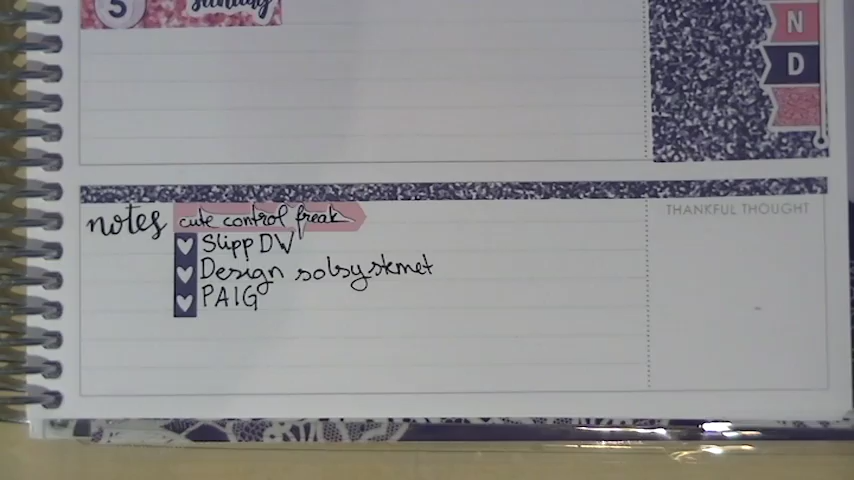 5 Sunday
N
D
notes cute control freak
THANKFUL THOUGHT
Slipp DV
Design solsystemet
PAIG